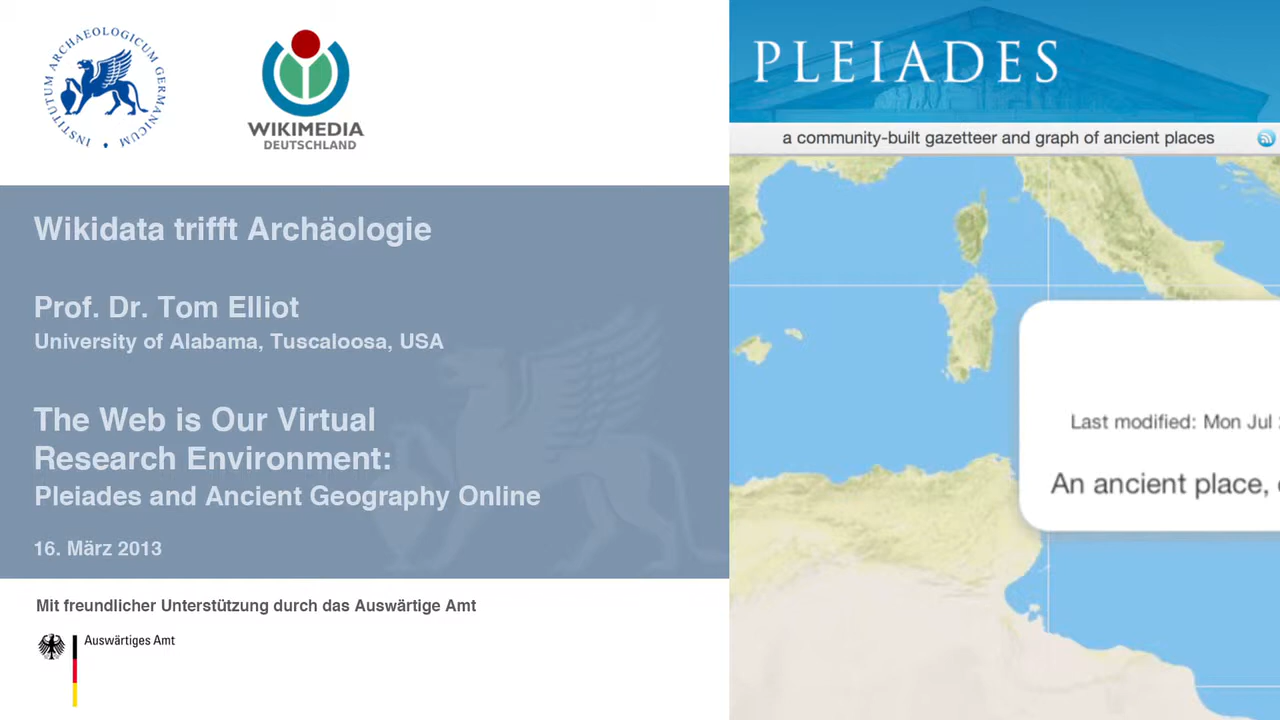 INSTITUTUM ARCHAEOLOGICUM GERMANICUM
WIKIMEDIA
DEUTSCHLAND
Wikidata trifft Archäologie
Prof. Dr. Tom Elliot
University of Alabama, Tuscaloosa, USA
The Web is Our Virtual
Research Environment:
Pleiades and Ancient Geography Online
16. März 2013
Mit freundlicher Unterstützung durch das Auswärtige Amt
Auswärtiges Amt
PLEIADES
a community-built gazetteer and graph of ancient places
Last modified: Mon Jul
An ancient place,